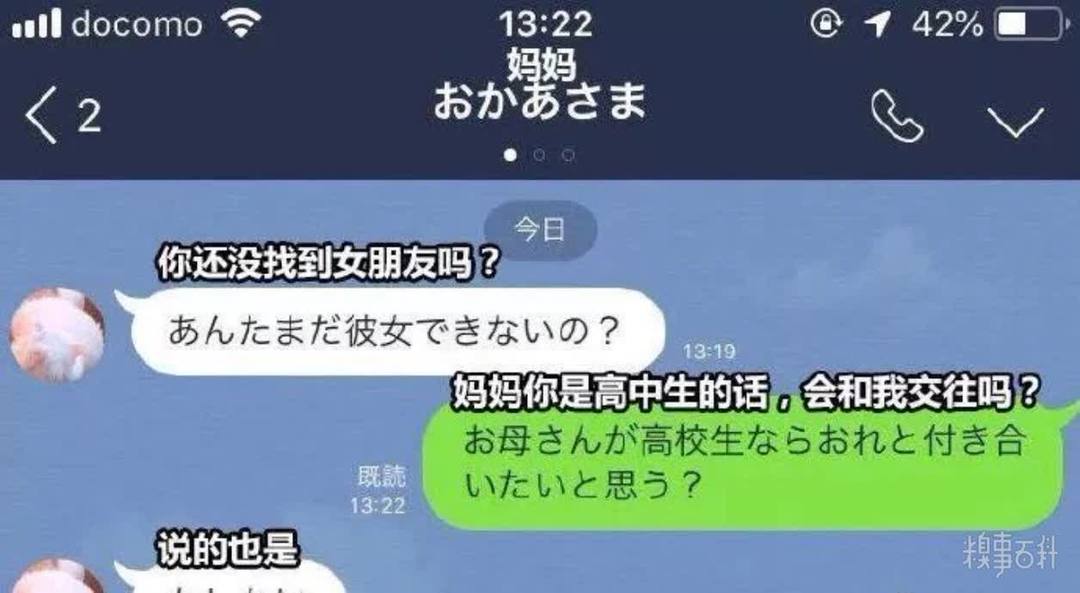 docomo 13:22 42%
妈妈
2 おかあさま
今日
你还没找到女朋友吗？
あんたまだ彼女できないの？
13:19
妈妈你是高中生的话，会和我交往吗？
お母さんが高校生ならおれと付き合
いたいと思う？
既読
13:22
说的也是
糗事百科